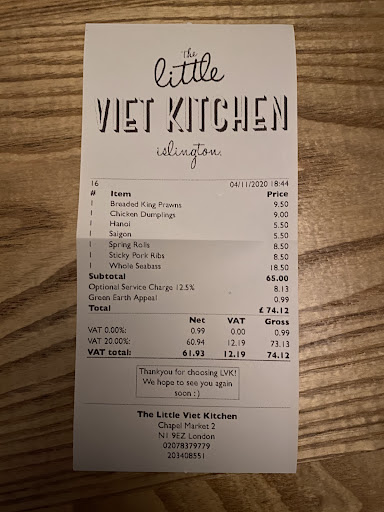 The
little
VIET KITCHEN
islington.
16 04/11/2020 18:44
# Item Price
1 Breaded King Prawns 9.50
1 Chicken Dumplings 9.00
1 Hanoi 5.50
1 Saigon 5.50
1 Spring Rolls 8.50
1 Sticky Pork Ribs 8.50
1 Whole Seabass 18.50
Subtotal 65.00
Optional Service Charge 12.5% 8.13
Green Earth Appeal 0.99
Total £ 74.12
Net VAT Gross
VAT 0.00%: 0.99 0.00 0.99
VAT 20.00%: 60.94 12.19 73.13
VAT total: 61.93 12.19 74.12
Thankyou for choosing LVK!
We hope to see you again
soon : )
The Little Viet Kitchen
Chapel Market 2
N1 9EZ London
02078379779
203408551